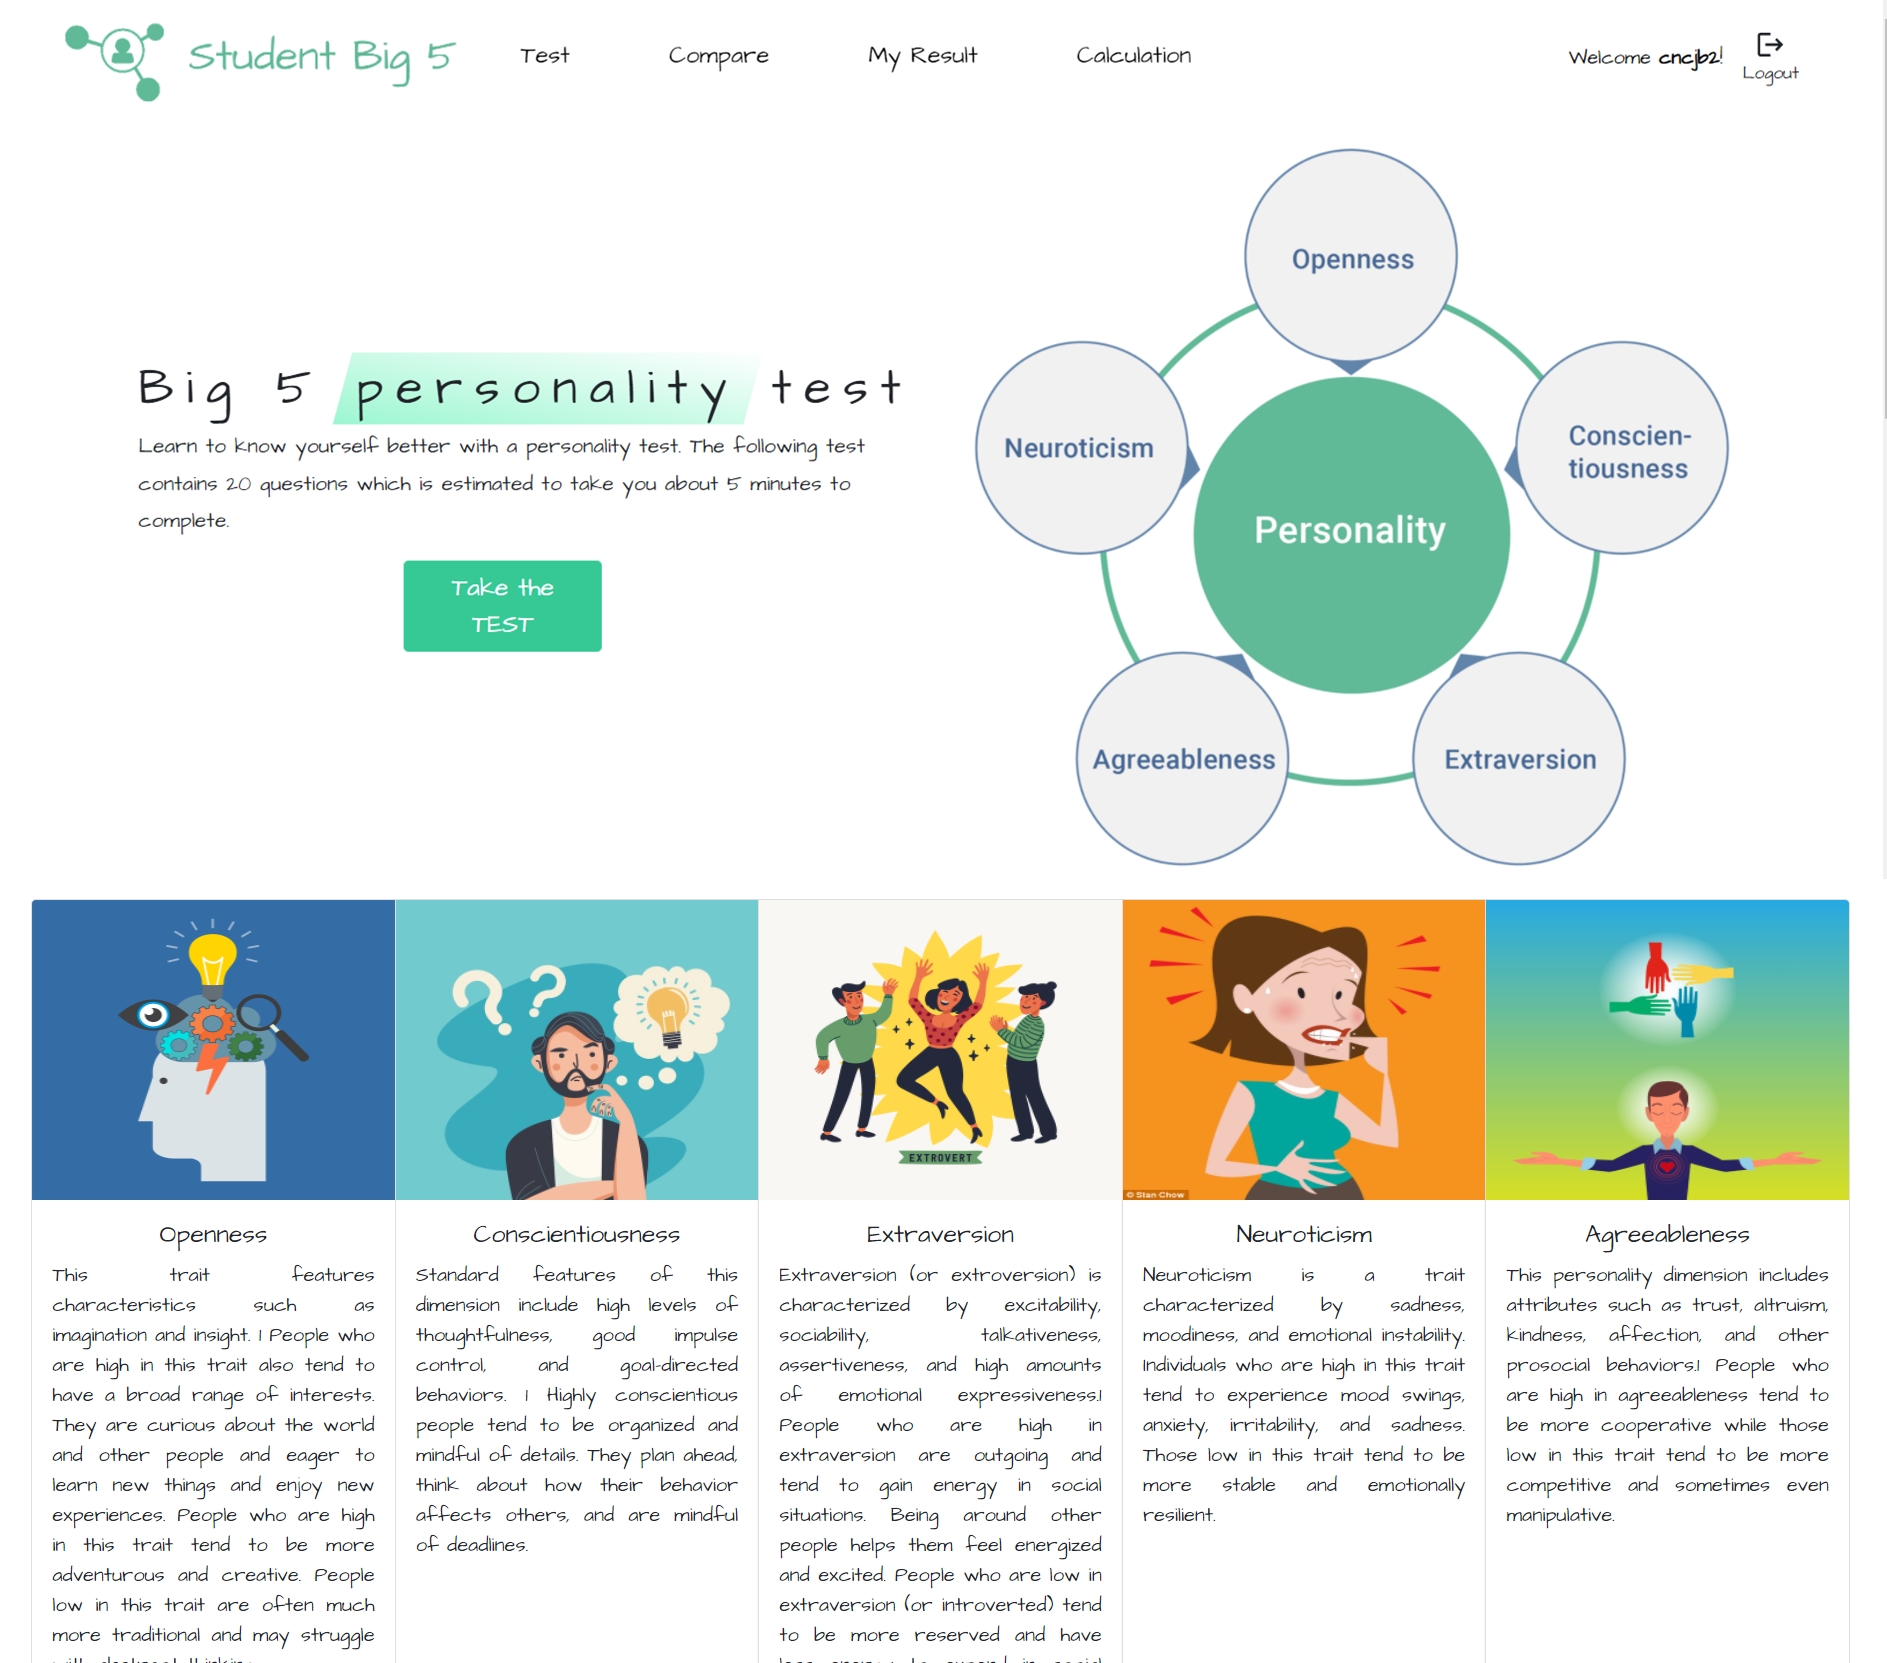 Student Big 5
Test
Compare
My Result
Calculation
Welcome cncjb2!
Logout
Big 5 personality test
Learn to know yourself better with a personality test. The following test
contains 20 questions which is estimated to take you about 5 minutes to
complete.
Take the
TEST
Openness
Neuroticism
Conscien-
tiousness
Personality
Agreeableness
Extraversion
EXTROVERT
© Stan Chow
Openness
This trait features
characteristics such as
imagination and insight. 1 People who
are high in this trait also tend to
have a broad range of interests.
They are curious about the world
and other people and eager to
learn new things and enjoy new
experiences. People who are high
in this trait tend to be more
adventurous and creative. People
low in this trait are often much
more traditional and may struggle
Conscientiousness
Standard features of this
dimension include high levels of
thoughtfulness, good impulse
control, and goal-directed
behaviors. 1 Highly conscientious
people tend to be organized and
mindful of details. They plan ahead,
think about how their behavior
affects others, and are mindful
of deadlines.
Extraversion
Extraversion (or extroversion) is
characterized by excitability,
sociability, talkativeness,
assertiveness, and high amounts
of emotional expressiveness.1
People who are high in
extraversion are outgoing and
tend to gain energy in social
situations. Being around other
people helps them feel energized
and excited. People who are low in
extraversion (or introverted) tend
to be more reserved and have
Neuroticism
Neuroticism is a trait
characterized by sadness,
moodiness, and emotional instability.
Individuals who are high in this trait
tend to experience mood swings,
anxiety, irritability, and sadness.
Those low in this trait tend to be
more stable and emotionally
resilient.
Agreeableness
This personality dimension includes
attributes such as trust, altruism,
kindness, affection, and other
prosocial behaviors.1 People who
are high in agreeableness tend to
be more cooperative while those
low in this trait tend to be more
competitive and sometimes even
manipulative.